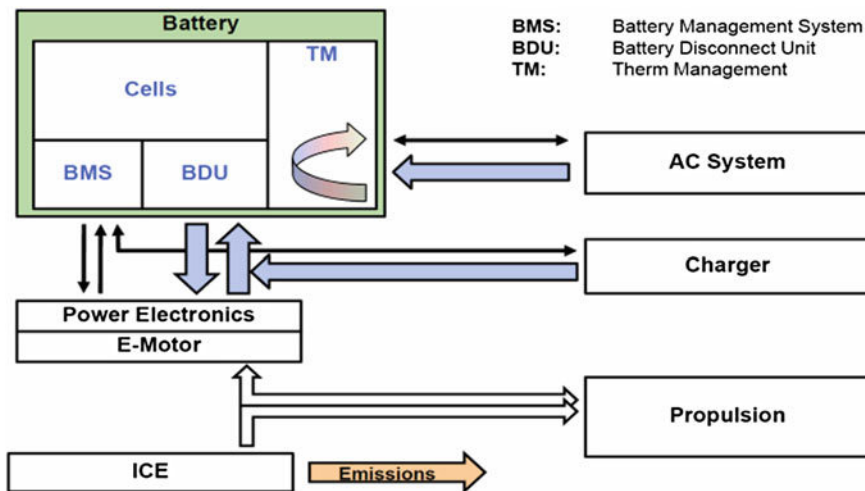 Battery
BMS: Battery Management System
BDU: Battery Disconnect Unit
TM: Therm Management
TM
Cells
BMS
BDU
AC System
Charger
Power Electronics
E-Motor
Propulsion
ICE
Emissions